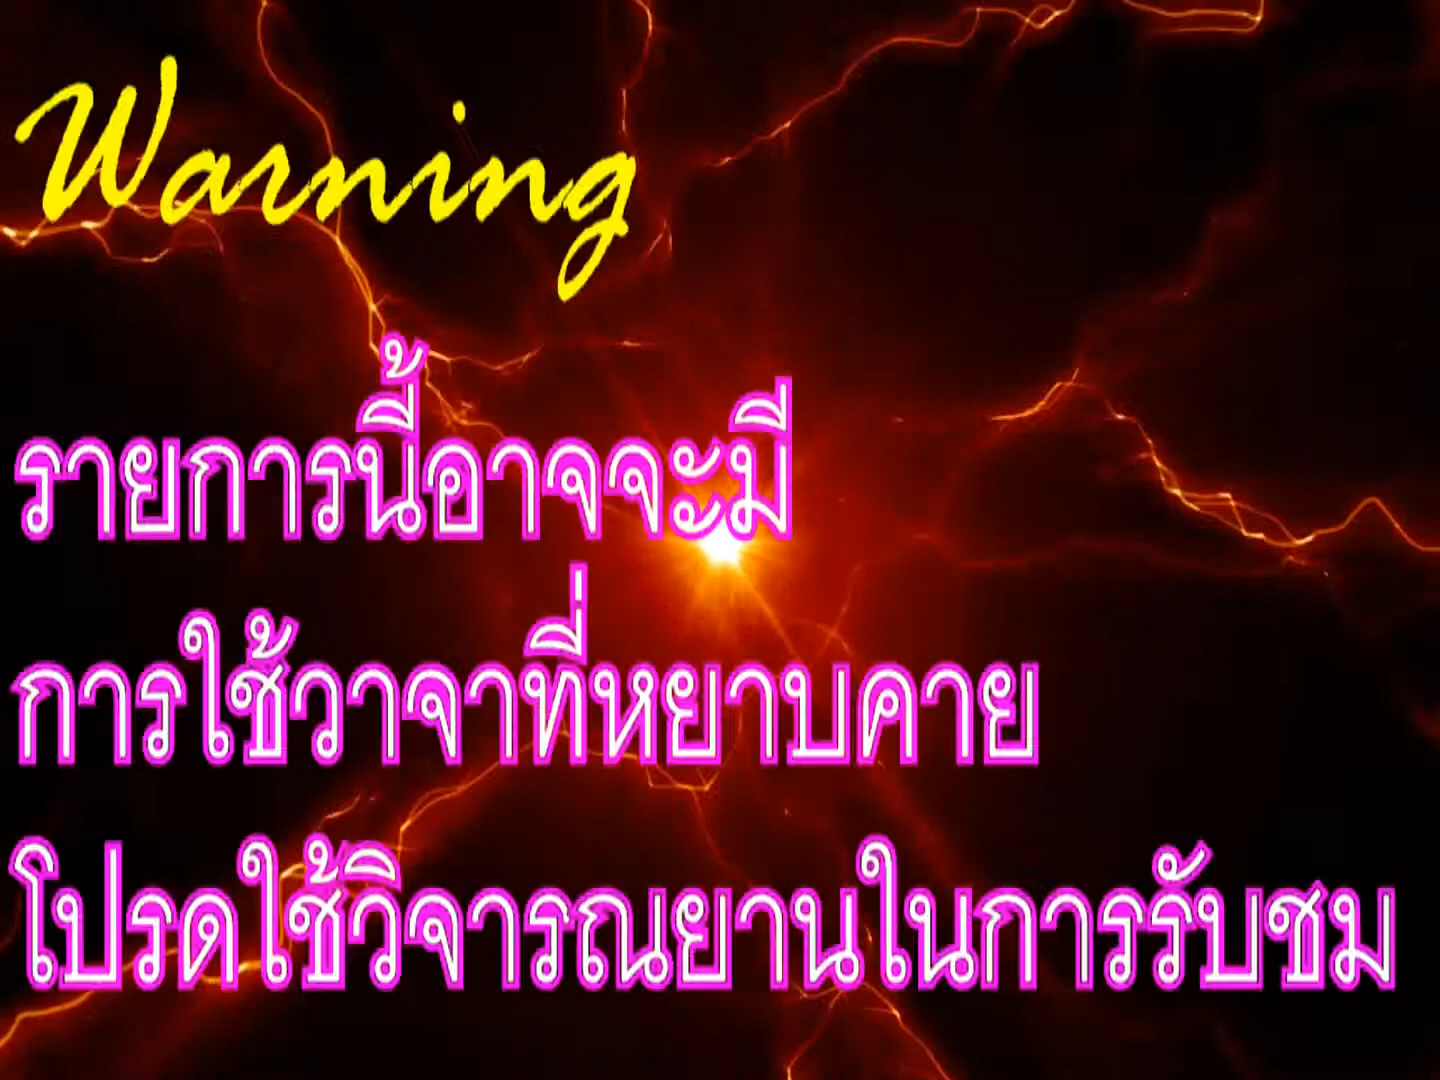 Warning
รายการนี้อาจจะมี
การใช้วาจาที่หยาบคาย
โปรดใช้วิจารณยานในการรับชม